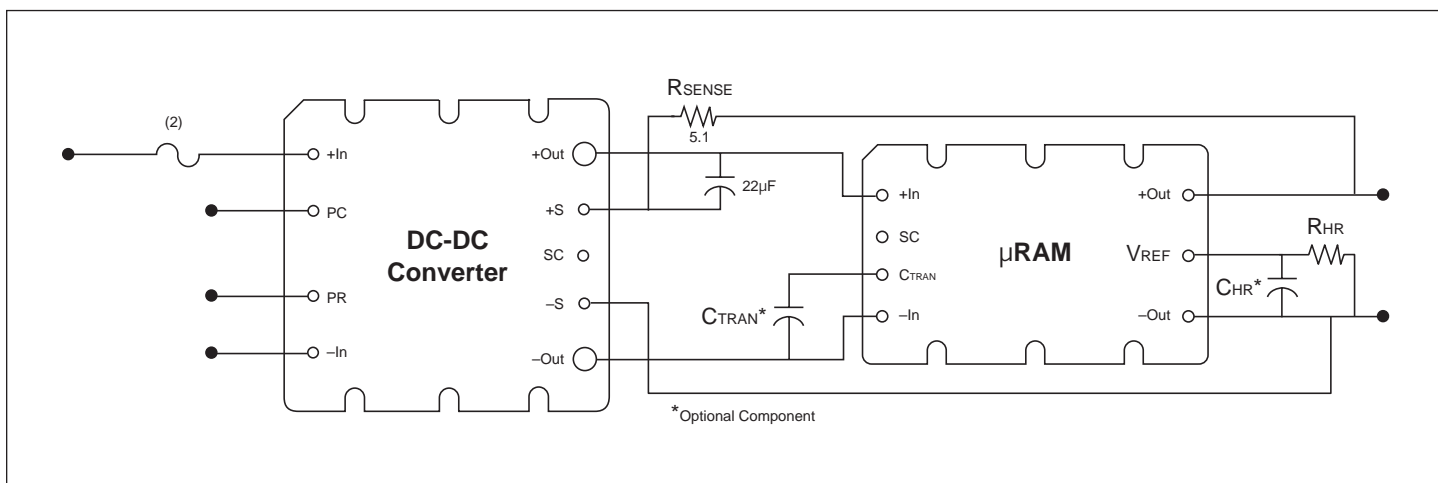 (2)
+In
PC
PR
–In
DC-DC
Converter
+Out
+S
SC
–S
–Out
RSENSE
5.1
22µF
CTRAN*
*Optional Component
+In
SC
CTRAN
–In
µRAM
+Out
VREF
–Out
RHR
CHR*